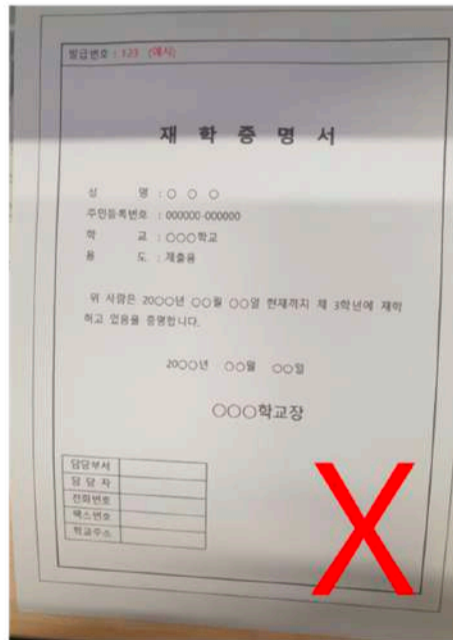 발급번호 : 123 (예시)
재 학 증 명 서
성 명 : ○ ○ ○
주민등록번호 : 000000-000000
학 교 : ○○○학교
용 도 : 제출용
위 사람은 20○○년 ○○월 ○○일 현재까지 제 3학년에 재학
하고 있음을 증명합니다.
20○○년 ○○월 ○○일
○○○학교장
담당부서
담 당 자
전화번호
팩스번호
학교주소
X